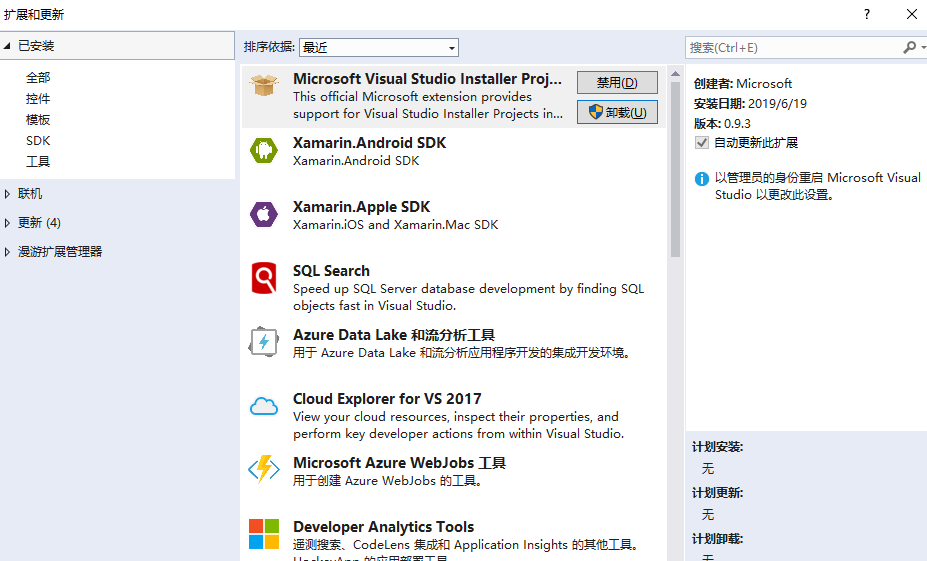 扩展和更新
已安装
全部
控件
模板
SDK
工具
联机
更新 (4)
漫游扩展管理器
排序依据: 最近
Microsoft Visual Studio Installer Proj...
This official Microsoft extension provides
support for Visual Studio Installer Projects in...
禁用(D)
卸载(U)
Xamarin.Android SDK
Xamarin.Android SDK
Xamarin.Apple SDK
Xamarin.iOS and Xamarin.Mac SDK
SQL Search
Speed up SQL Server database development by finding SQL
objects fast in Visual Studio.
Azure Data Lake 和流分析工具
用于 Azure Data Lake 和流分析应用程序开发的集成开发环境。
Cloud Explorer for VS 2017
View your cloud resources, inspect their properties, and
perform key developer actions from within Visual Studio.
Microsoft Azure WebJobs 工具
用于创建 Azure WebJobs 的工具。
Developer Analytics Tools
遥测搜索、CodeLens 集成和 Application Insights 的其他工具。
HockeyApp 的应用部署工具
搜索(Ctrl+E)
创建者: Microsoft
安装日期: 2019/6/19
版本: 0.9.3
自动更新此扩展
以管理员的身份重启 Microsoft Visual
Studio 以更改此设置。
计划安装:
无
计划更新:
无
计划卸载:
无